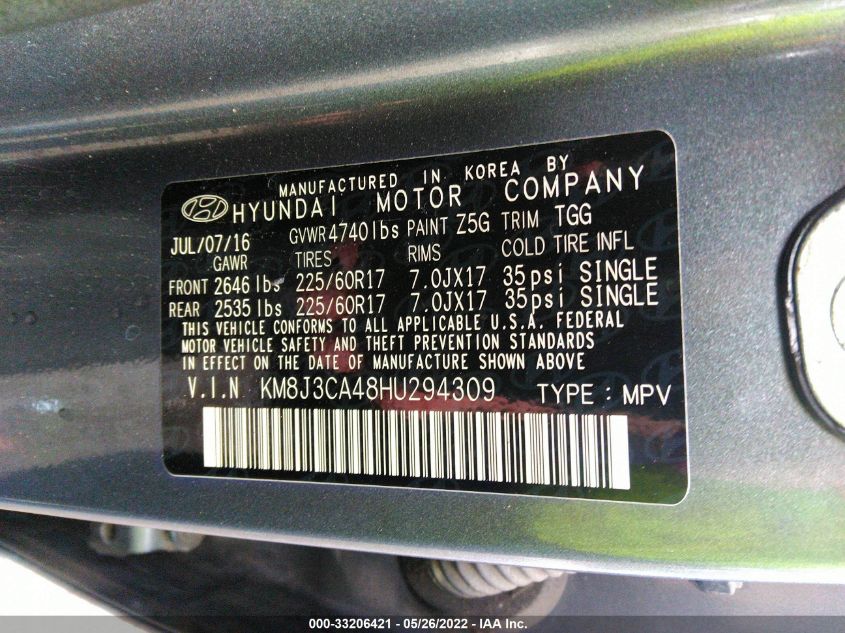 MANUFACTURED IN KOREA BY
HYUNDAI MOTOR COMPANY
JUL/07/16 GVWR 4740lbs PAINT Z5G TRIM TGG
GAWR TIRES RIMS COLD TIRE INFL
FRONT 2646 lbs 225/60R17 7.0JX17 35psi SINGLE
REAR 2535 lbs 225/60R17 7.0JX17 35psi SINGLE
THIS VEHICLE CONFORMS TO ALL APPLICABLE U.S.A. FEDERAL
MOTOR VEHICLE SAFETY AND THEFT PREVENTION STANDARDS
IN EFFECT ON THE DATE OF MANUFACTURE SHOWN ABOVE
V.I.N KM8J3CA48HU294309 TYPE : MPV
000-33206421 - 05/26/2022 - IAA Inc.